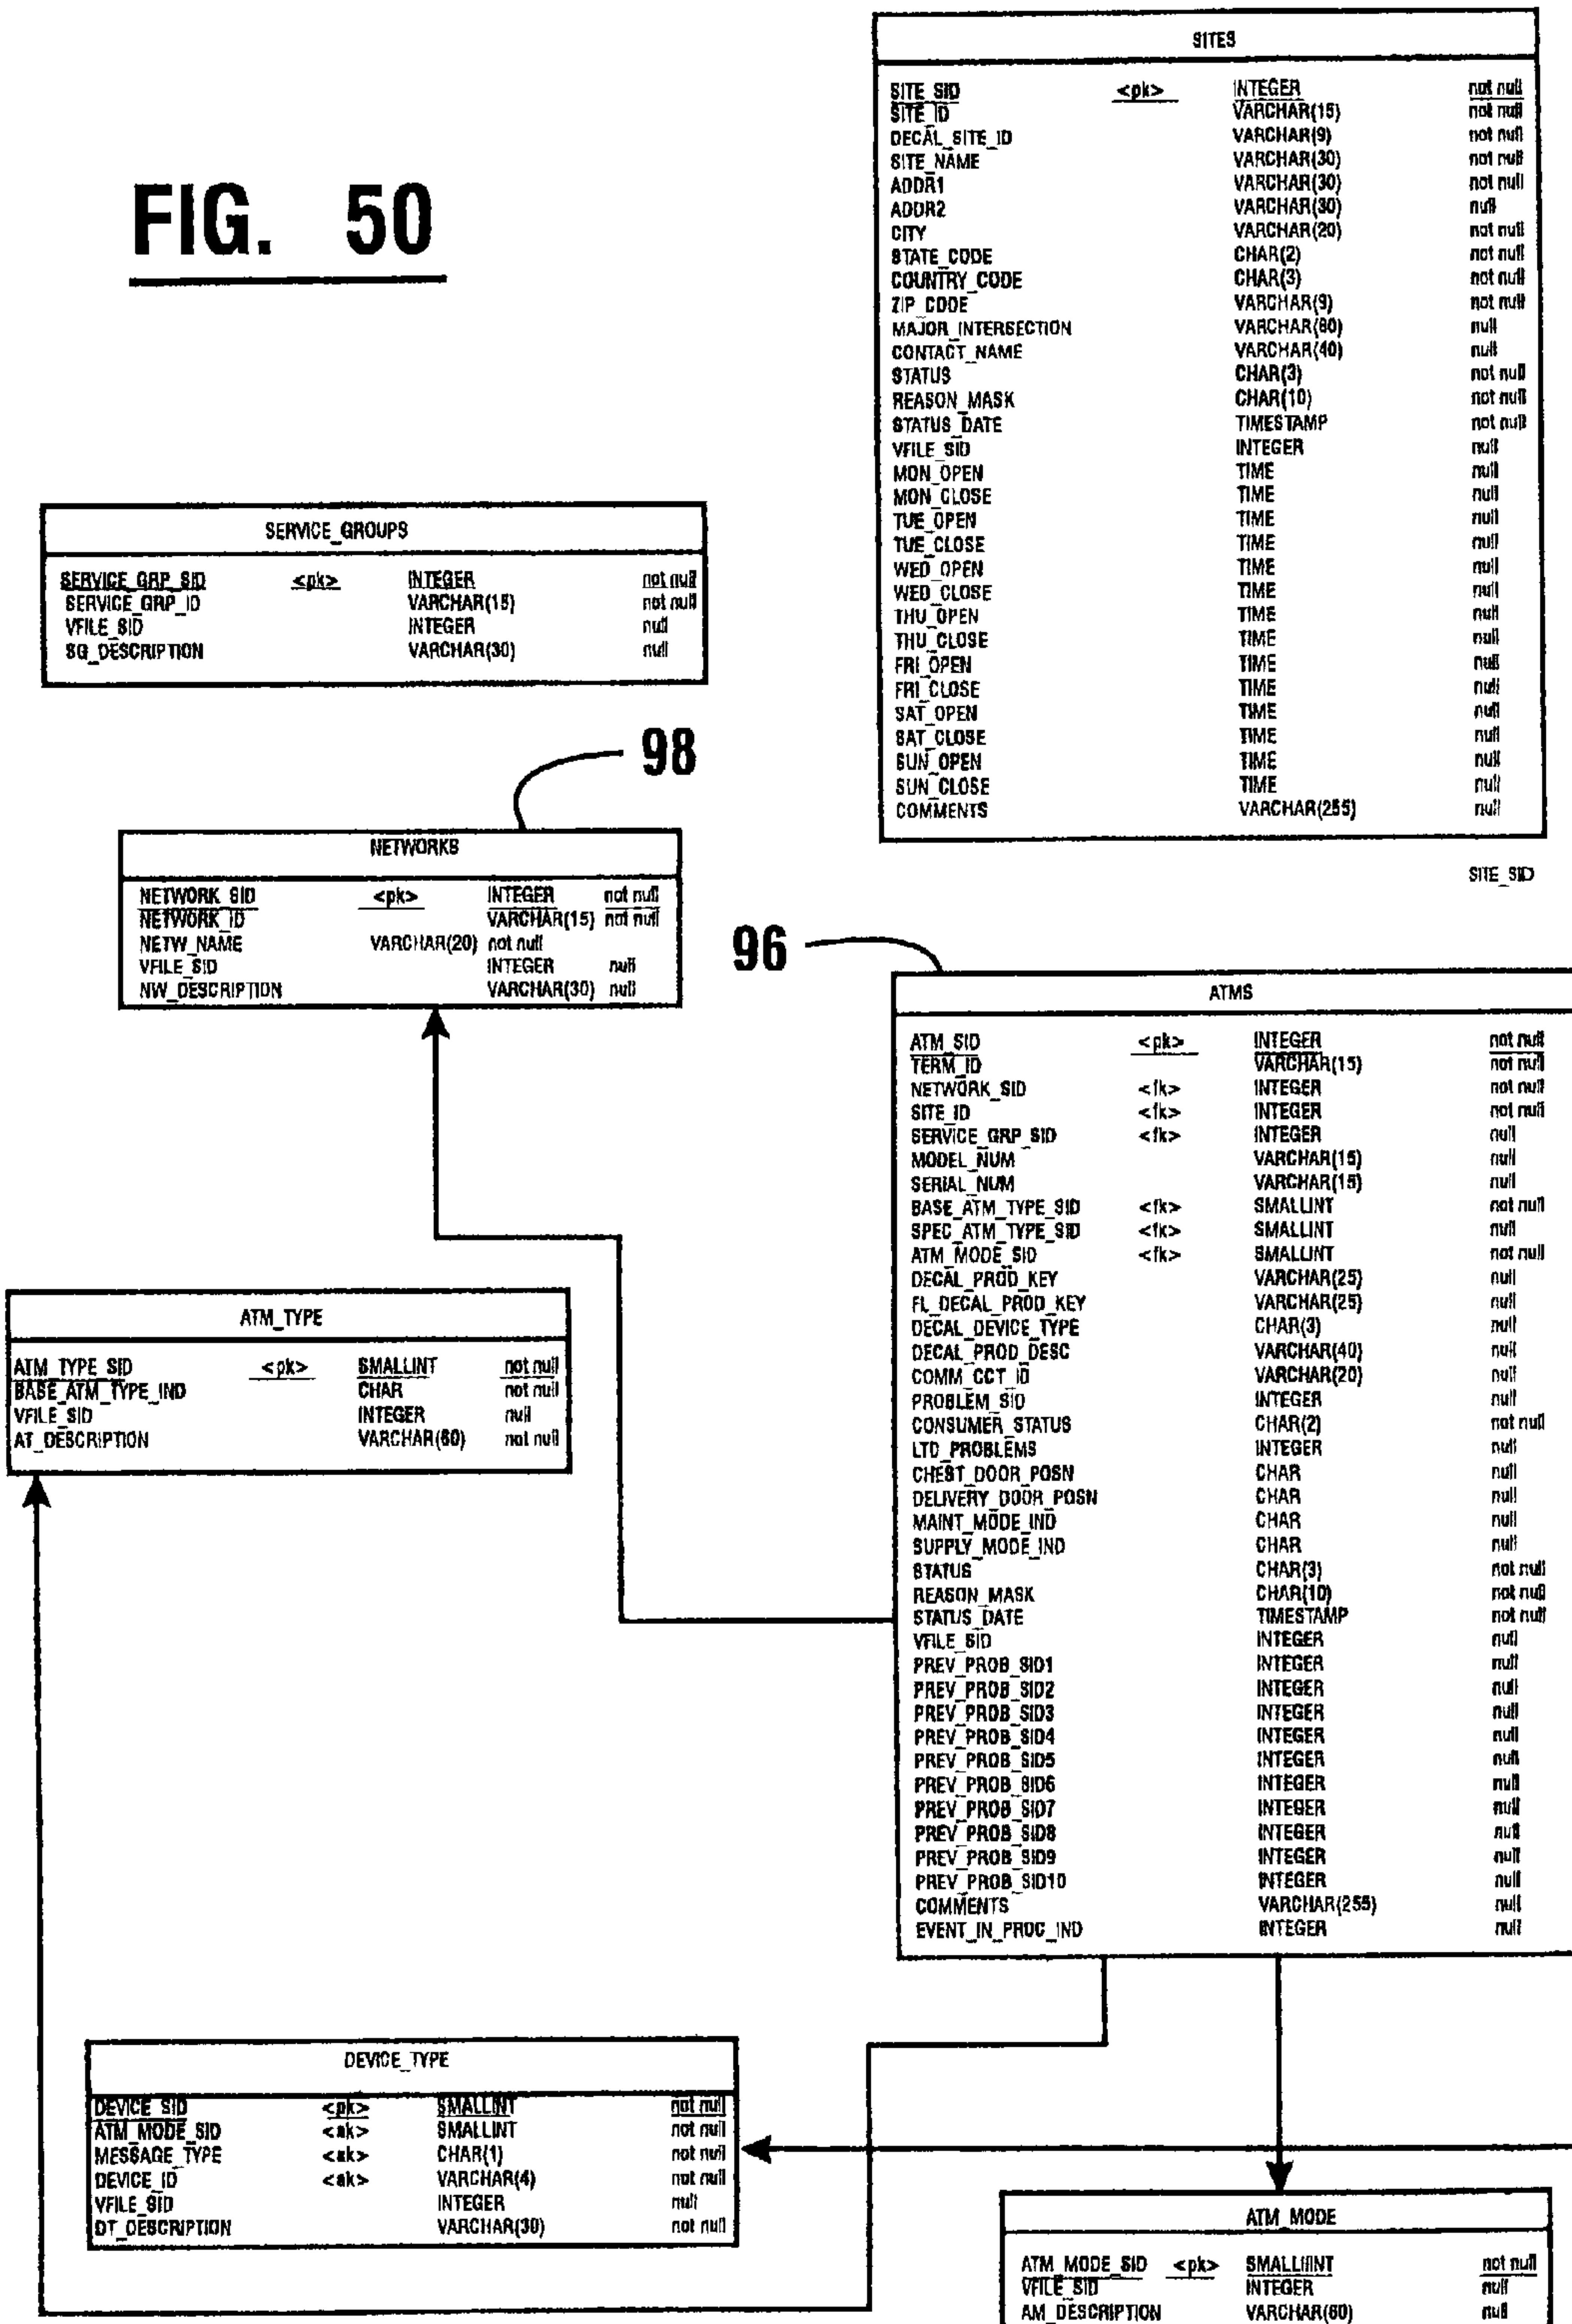 FIG. 50
SITES
SITE_SID <pk> INTEGER not null
SITE_ID VARCHAR(15) not null
DECAL_SITE_ID VARCHAR(9) not null
SITE_NAME VARCHAR(30) not null
ADDR1 VARCHAR(30) not null
ADDR2 VARCHAR(30) null
CITY VARCHAR(20) not null
STATE_CODE CHAR(2) not null
COUNTRY_CODE CHAR(3) not null
ZIP_CODE VARCHAR(9) not null
MAJOR_INTERSECTION VARCHAR(80) null
CONTACT_NAME VARCHAR(40) null
STATUS CHAR(3) not null
REASON_MASK CHAR(10) not null
STATUS_DATE TIMESTAMP not null
VFILE_SID INTEGER null
MON_OPEN TIME null
MON_CLOSE TIME null
TUE_OPEN TIME null
TUE_CLOSE TIME null
WED_OPEN TIME null
WED_CLOSE TIME null
THU_OPEN TIME null
THU_CLOSE TIME null
FRI_OPEN TIME null
FRI_CLOSE TIME null
SAT_OPEN TIME null
SAT_CLOSE TIME null
SUN_OPEN TIME null
SUN_CLOSE TIME null
COMMENTS VARCHAR(255) null
SITE_SID
SERVICE_GROUPS
SERVICE_GRP_SID <pk> INTEGER not null
SERVICE_GRP_ID VARCHAR(15) not null
VFILE_SID INTEGER null
SG_DESCRIPTION VARCHAR(30) null
98
NETWORKS
NETWORK_SID <pk> INTEGER not null
NETWORK_ID VARCHAR(15) not null
NETW_NAME VARCHAR(20) not null
VFILE_SID INTEGER null
NW_DESCRIPTION VARCHAR(30) null
96
ATMS
ATM_SID <pk> INTEGER not null
TERM_ID VARCHAR(15) not null
NETWORK_SID <fk> INTEGER not null
SITE_ID <fk> INTEGER not null
SERVICE_GRP_SID <fk> INTEGER null
MODEL_NUM VARCHAR(15) null
SERIAL_NUM VARCHAR(15) null
BASE_ATM_TYPE_SID <fk> SMALLINT not null
SPEC_ATM_TYPE_SID <fk> SMALLINT null
ATM_MODE_SID <fk> SMALLINT not null
DECAL_PROD_KEY VARCHAR(25) null
FL_DECAL_PROD_KEY VARCHAR(25) null
DECAL_DEVICE_TYPE CHAR(3) null
DECAL_PROD_DESC VARCHAR(40) null
COMM_CCT_ID VARCHAR(20) null
PROBLEM_SID INTEGER null
CONSUMER_STATUS CHAR(2) not null
LTD_PROBLEMS INTEGER null
CHEST_DOOR_POSN CHAR null
DELIVERY_DOOR_POSN CHAR null
MAINT_MODE_IND CHAR null
SUPPLY_MODE_IND CHAR null
STATUS CHAR(3) not null
REASON_MASK CHAR(10) not null
STATUS_DATE TIMESTAMP not null
VFILE_SID INTEGER null
PREV_PROB_SID1 INTEGER null
PREV_PROB_SID2 INTEGER null
PREV_PROB_SID3 INTEGER null
PREV_PROB_SID4 INTEGER null
PREV_PROB_SID5 INTEGER null
PREV_PROB_SID6 INTEGER null
PREV_PROB_SID7 INTEGER null
PREV_PROB_SID8 INTEGER null
PREV_PROB_SID9 INTEGER null
PREV_PROB_SID10 INTEGER null
COMMENTS VARCHAR(255) null
EVENT_IN_PROC_IND INTEGER null
ATM_TYPE
ATM_TYPE_SID <pk> SMALLINT not null
BASE_ATM_TYPE_IND CHAR not null
VFILE_SID INTEGER null
AT_DESCRIPTION VARCHAR(60) not null
DEVICE_TYPE
DEVICE_SID <pk> SMALLINT not null
ATM_MODE_SID <ak> SMALLINT not null
MESSAGE_TYPE <ak> CHAR(1) not null
DEVICE_ID <ak> VARCHAR(4) not null
VFILE_SID INTEGER null
DT_DESCRIPTION VARCHAR(30) not null
ATM_MODE
ATM_MODE_SID <pk> SMALLIIINT not null
VFILE_SID INTEGER null
AM_DESCRIPTION VARCHAR(60) null